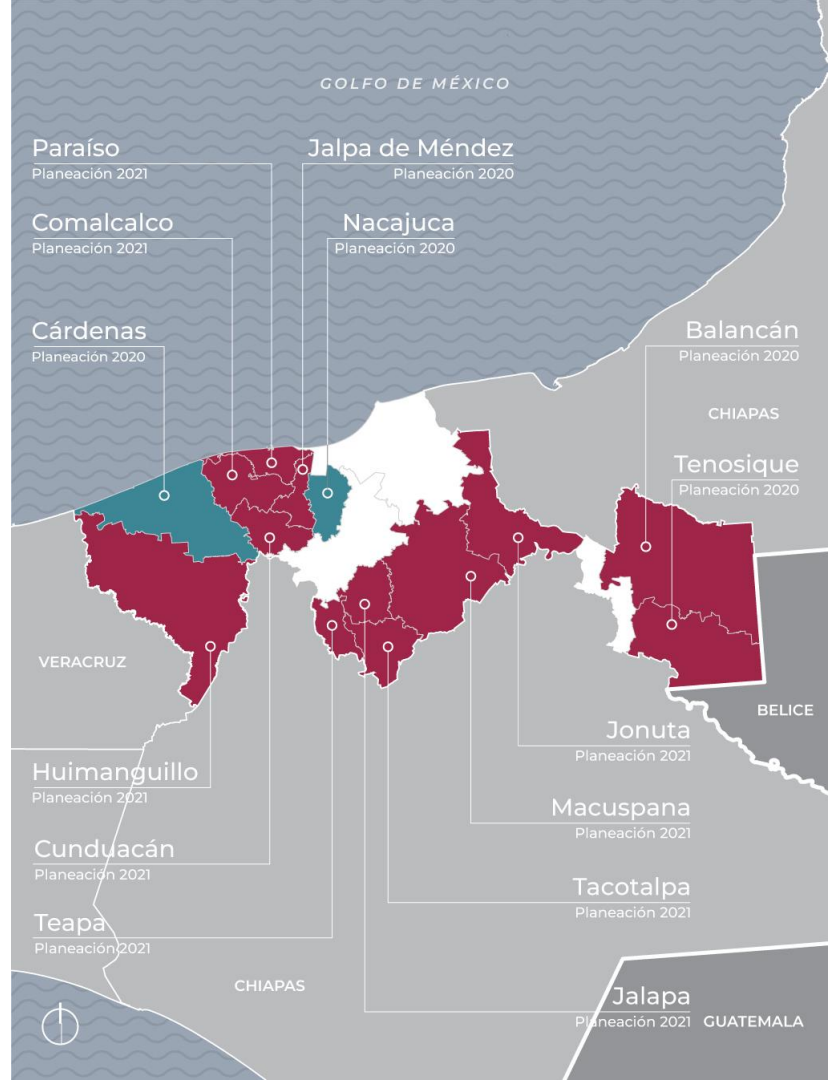 GOLFO DE MÉXICO
Paraíso
Planeación 2021
Jalpa de Méndez
Planeación 2020
Comalcalco
Planeación 2021
Nacajuca
Planeación 2020
Cárdenas
Planeación 2020
Balancán
Planeación 2020
CHIAPAS
Tenosique
Planeación 2020
VERACRUZ
BELICE
Jonuta
Planeación 2021
Huimanguillo
Planeación 2021
Macuspana
Planeación 2021
Cunduacán
Planeación 2021
Tacotalpa
Planeación 2021
Teapa
Planeación 2021
CHIAPAS
Jalapa
Planeación 2021
GUATEMALA